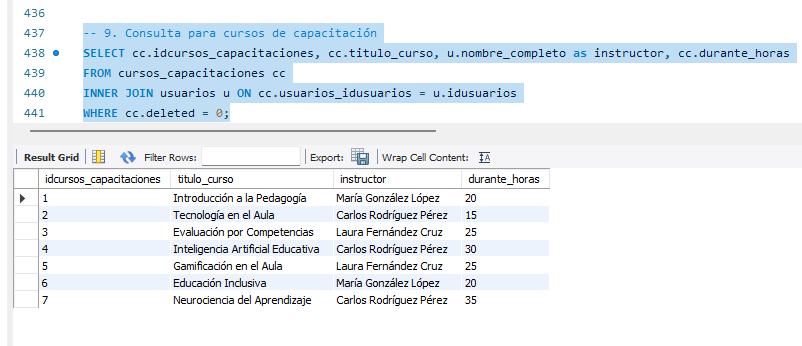 436
437 -- 9. Consulta para cursos de capacitación
438 SELECT cc.idcursos_capacitaciones, cc.titulo_curso, u.nombre_completo as instructor, cc.durante_horas
439 FROM cursos_capacitaciones cc
440 INNER JOIN usuarios u ON cc.usuarios_idusuarios = u.idusuarios
441 WHERE cc.deleted = 0;
Result Grid Filter Rows: Export: Wrap Cell Content:
idcursos_capacitaciones titulo_curso instructor durante_horas
1 Introducción a la Pedagogía María González López 20
2 Tecnología en el Aula Carlos Rodríguez Pérez 15
3 Evaluación por Competencias Laura Fernández Cruz 25
4 Inteligencia Artificial Educativa Carlos Rodríguez Pérez 30
5 Gamificación en el Aula Laura Fernández Cruz 25
6 Educación Inclusiva María González López 20
7 Neurociencia del Aprendizaje Carlos Rodríguez Pérez 35